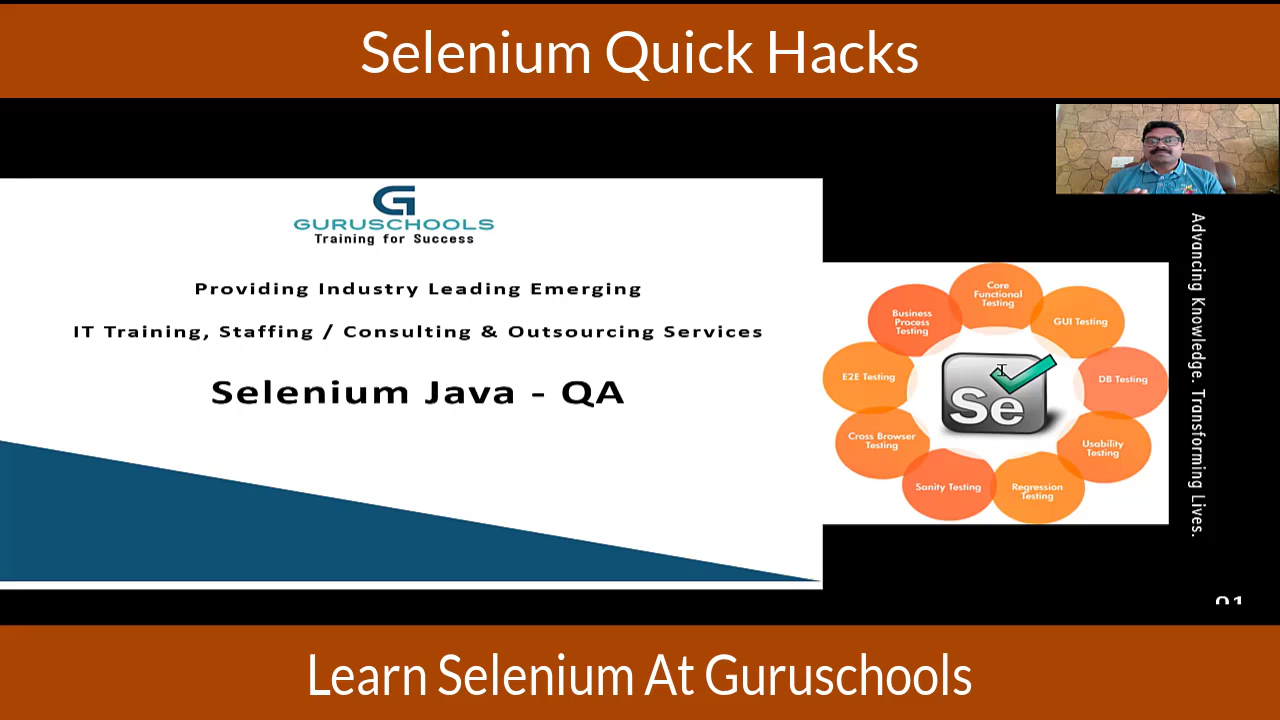 Selenium Quick Hacks
GURUSCHOOLS
Training for Success
Providing Industry Leading Emerging
IT Training, Staffing / Consulting & Outsourcing Services
Selenium Java - QA
Core
Functional
Testing
GUI Testing
DB Testing
Usability
Testing
Regression
Testing
Sanity Testing
Cross Browser
Testing
E2E Testing
Business
Process
Testing
Se
Advancing Knowledge. Transforming Lives.
Learn Selenium At Guruschools